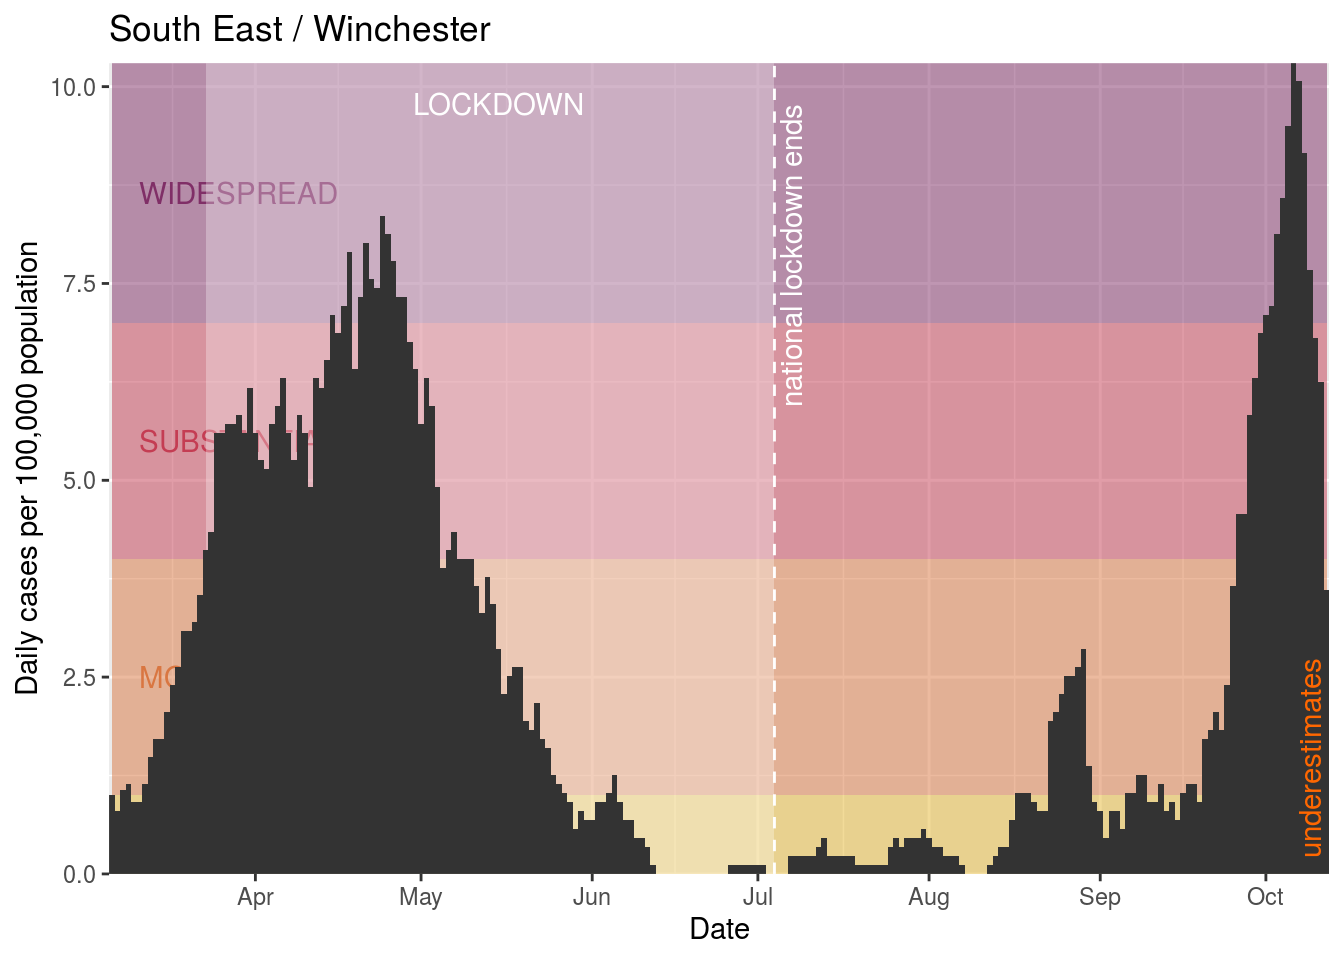 South East / Winchester
Daily cases per 100,000 population
10.0
7.5
5.0
2.5
0.0
LOCKDOWN
WIDESPREAD
national lockdown ends
underestimates
Apr
May
Jun
Jul
Aug
Sep
Oct
Date